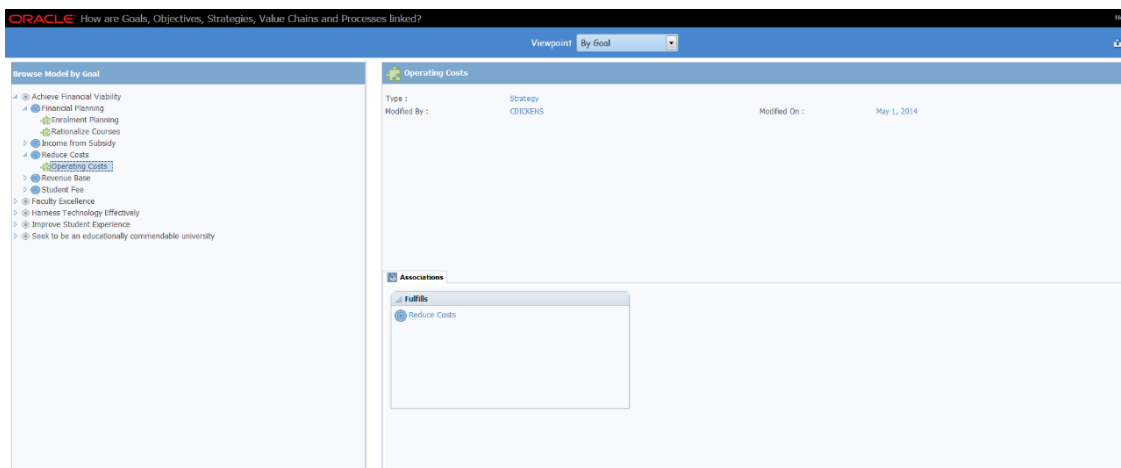 ORACLE How are Goals, Objectives, Strategies, Value Chains and Processes linked?
Viewpoint By Goal
Browse Model by Goal
Achieve Financial Viability
Financial Planning
Enrolment Planning
Rationalize Courses
Income from Subsidy
Reduce Costs
Operating Costs
Revenue Base
Student Fee
Faculty Excellence
Harness Technology Effectively
Improve Student Experience
Seek to be an educationally commendable university
Operating Costs
Type : Strategy
Modified By : CDICKENS Modified On : May 1, 2014
Associations
Fulfills
Reduce Costs